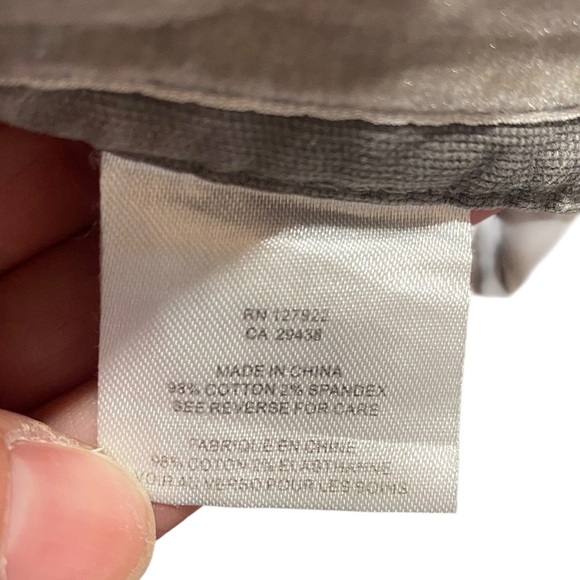 RN 127922
CA 29438
MADE IN CHINA
98% COTTON 2% SPANDEX
SEE REVERSE FOR CARE
FABRIQUE EN CHINE
98% COTON 2% ELASTHANNE
VOIR AU VERSO POUR LES SOINS